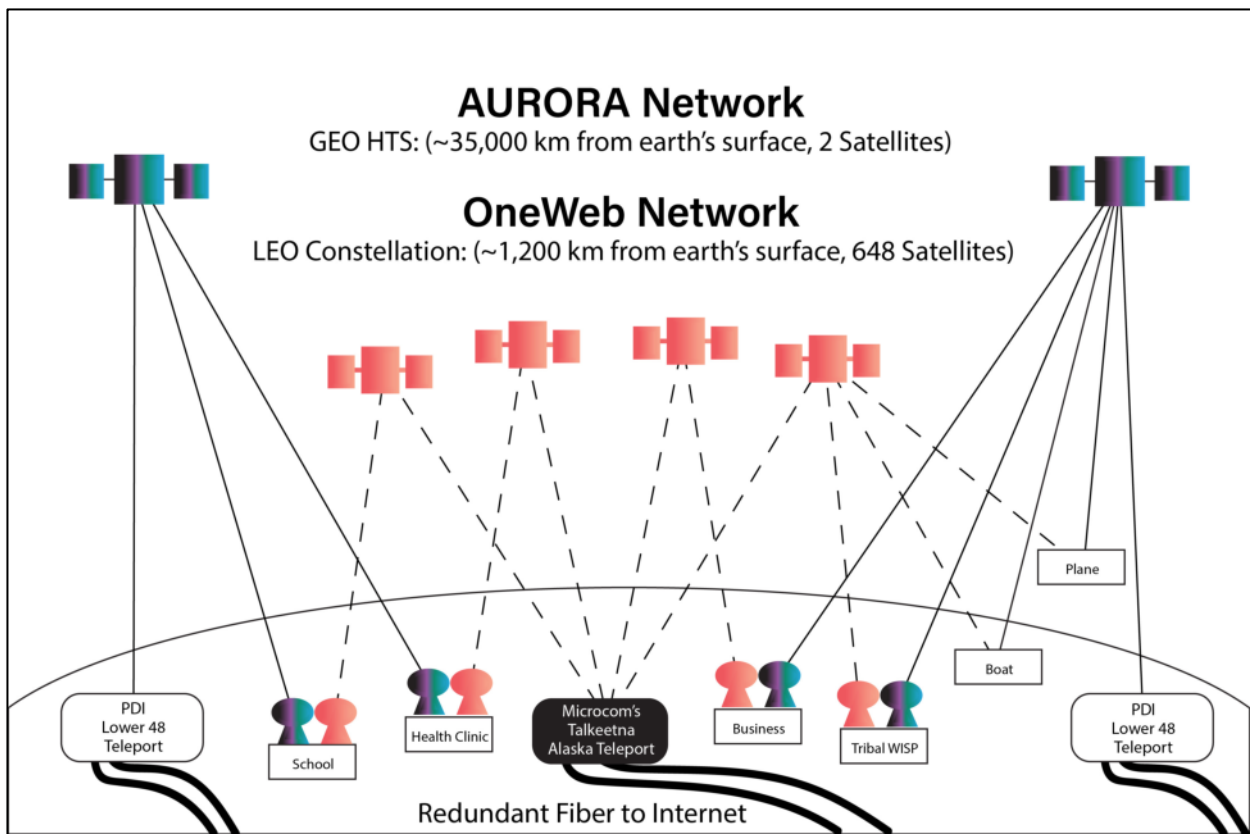 AURORA Network
GEO HTS: (~35,000 km from earth's surface, 2 Satellites)
OneWeb Network
LEO Constellation: (~1,200 km from earth's surface, 648 Satellites)
Plane
Boat
PDI
Lower 48
Teleport
School
Health Clinic
Microcom's
Talkeetna
Alaska Teleport
Business
Tribal WISP
PDI
Lower 48
Teleport
Redundant Fiber to Internet